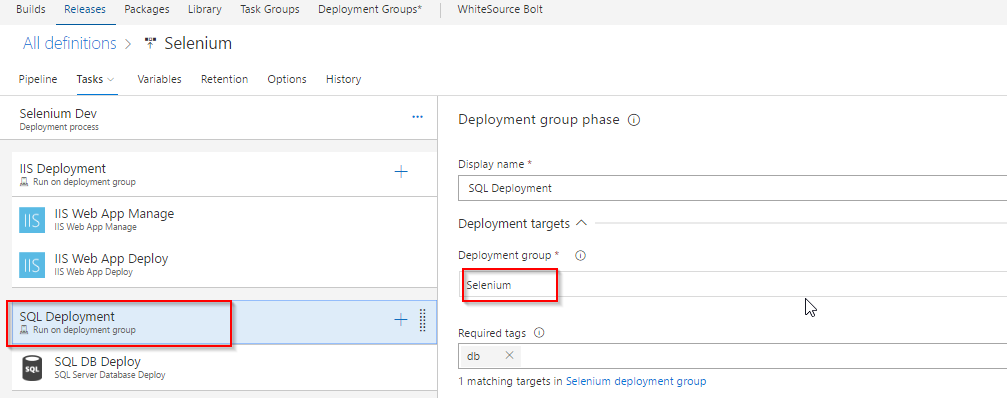 Builds Releases Packages Library Task Groups Deployment Groups* WhiteSource Bolt
All definitions > Selenium
Pipeline Tasks Variables Retention Options History
Selenium Dev ...
Deployment process
IIS Deployment
Run on deployment group
IIS
IIS Web App Manage
IIS Web App Manage
IIS
IIS Web App Deploy
IIS Web App Deploy
SQL Deployment
Run on deployment group
SQL
SQL DB Deploy
SQL Server Database Deploy
Deployment group phase
Display name *
SQL Deployment
Deployment targets
Deployment group *
Selenium
Required tags
db
1 matching targets in Selenium deployment group